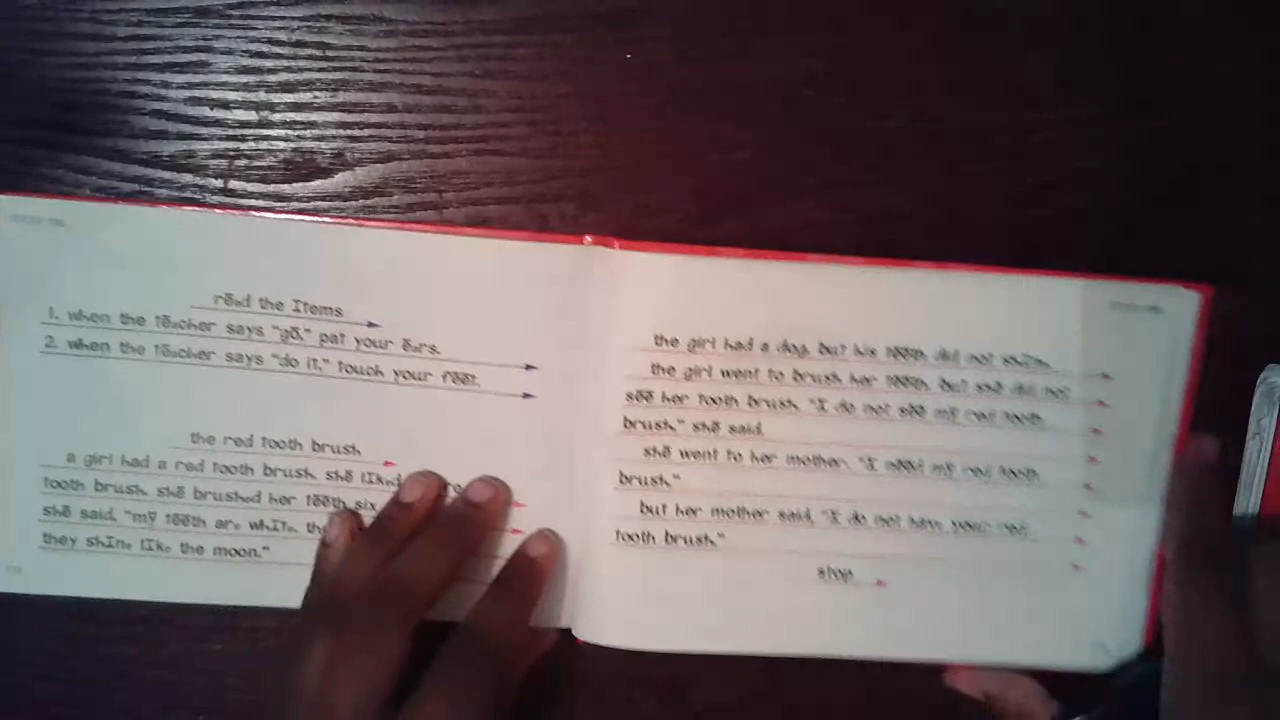 rēad the Items
1. when the tēacher says "gō," pat your ēars.
2. when the tēacher says "do it," touch your fēēt.
the red tooth brush
a girl had a red tooth brush. shē līked
tooth brush. shē brushed her tēēth six
shē said, "mȳ tēēth are whīte.
they shīne līke the moon."
the girl had a dog, but his tēēth did not shīne.
the girl went to brush her tēēth, but shē did not
sēē her tooth brush. "I do not sēē mȳ red tooth
brush," shē said.
shē went to her mother. "I nēēd mȳ red tooth
brush."
but her mother said, "I do not have your red
tooth brush."
stop